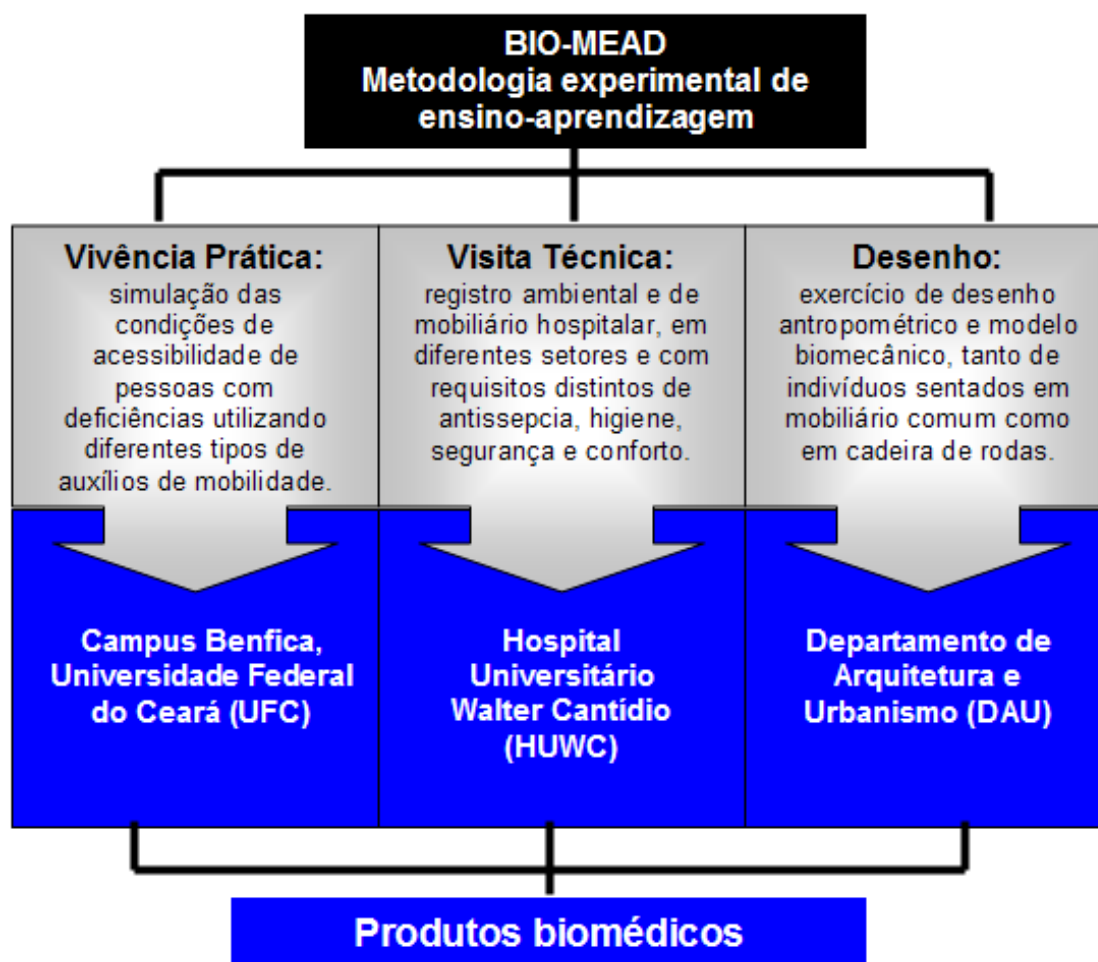 BIO-MEAD
Metodologia experimental de
ensino-aprendizagem
Vivência Prática:
simulação das
condições de
acessibilidade de
pessoas com
deficiências utilizando
diferentes tipos de
auxílios de mobilidade.
Visita Técnica:
registro ambiental e de
mobiliário hospitalar, em
diferentes setores e com
requisitos distintos de
antissepcia, higiene,
segurança e conforto.
Desenho:
exercício de desenho
antropométrico e modelo
biomecânico, tanto de
indivíduos sentados em
mobiliário comum como
em cadeira de rodas.
Campus Benfica,
Universidade Federal
do Ceará (UFC)
Hospital
Universitário
Walter Cantídio
(HUWC)
Departamento de
Arquitetura e
Urbanismo (DAU)
Produtos biomédicos